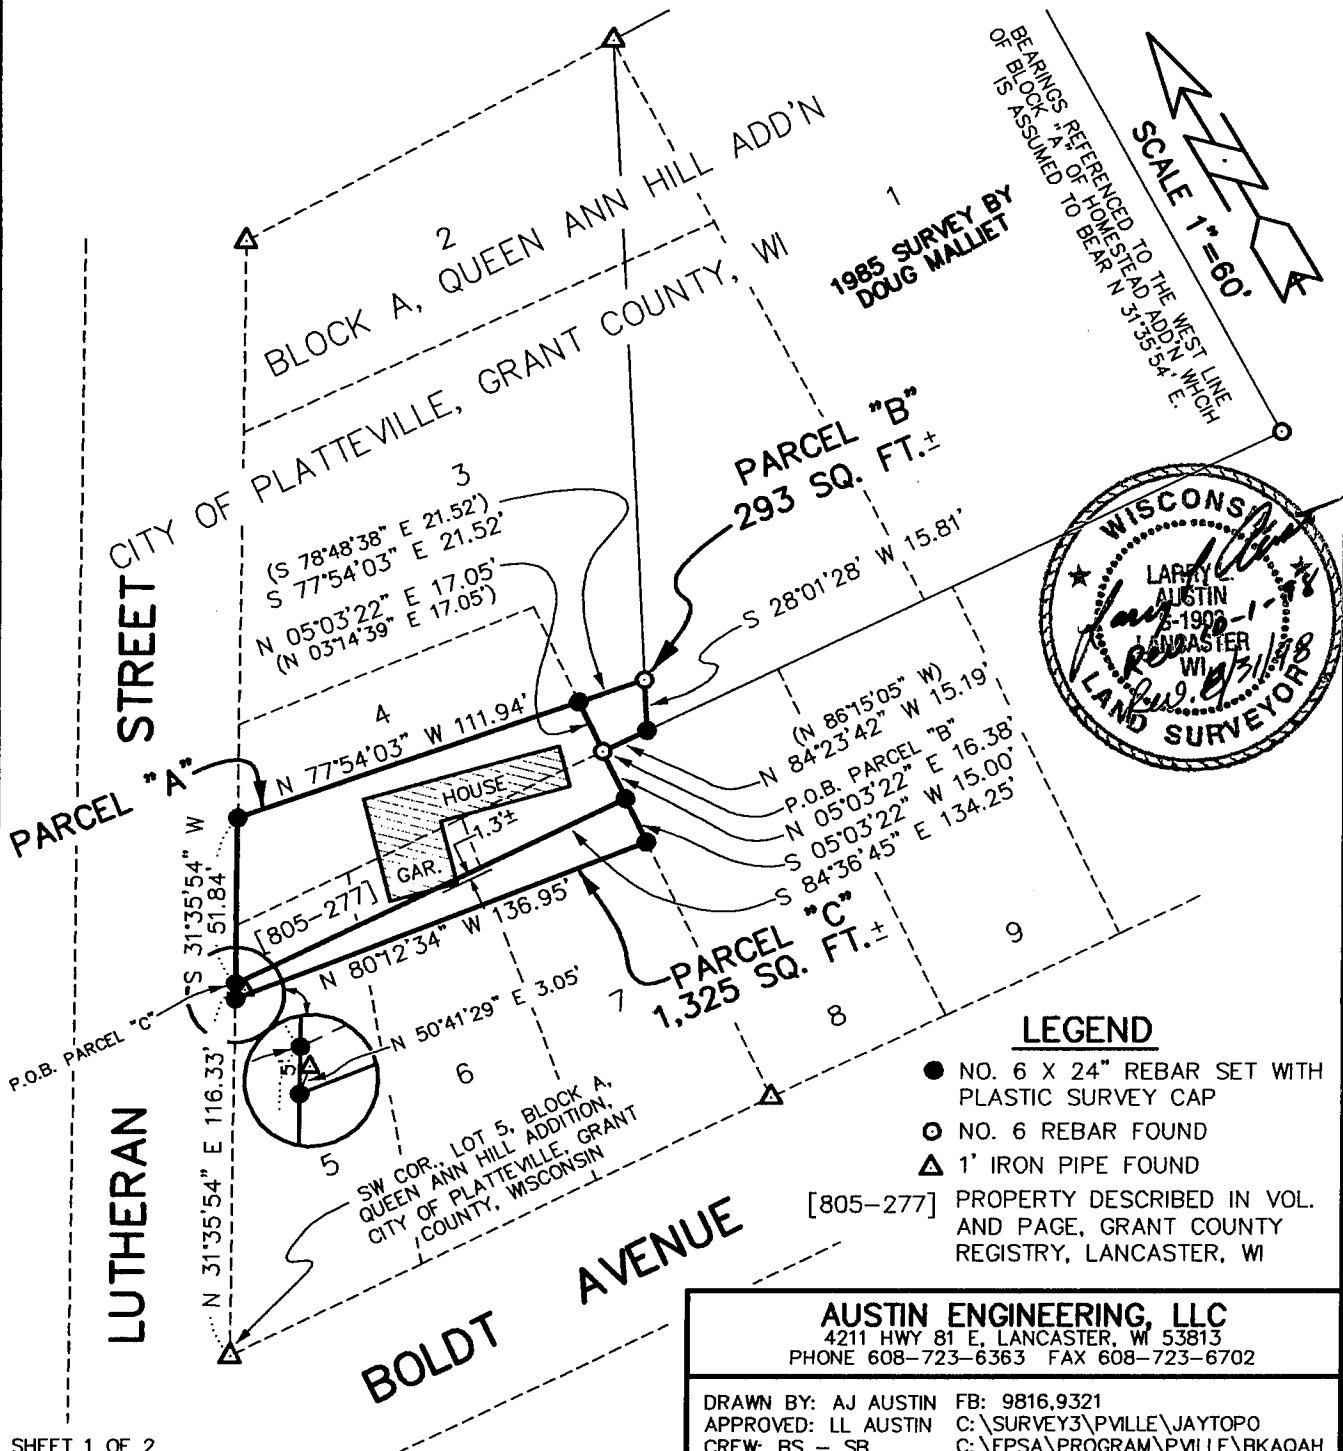 BEARINGS REFERENCED TO THE WEST LINE
OF BLOCK "A" OF HOMESTEAD ADD'N WHCIH
IS ASSUMED TO BEAR N 31°35'54" E.
SCALE 1"=60'
1
1985 SURVEY BY
DOUG MALLIET
2
BLOCK A, QUEEN ANN HILL ADD'N
CITY OF PLATTEVILLE, GRANT COUNTY, WI
3
PARCEL "B"
293 SQ. FT.±
(S 78°48'38" E 21.52')
S 77°54'03" E 21.52'
N 05°03'22" E 17.05'
(N 03°14'39" E 17.05')
S 28°01'28" W 15.81'
WISCONSIN
LARRY L.
AUSTIN
S-1902
LANCASTER
WI
LAND SURVEYOR
4
N 77°54'03" W 111.94'
PARCEL "A"
HOUSE
1.3'±
GAR.
[805-277]
(N 86°15'05" W)
N 84°23'42" W 15.19'
P.O.B. PARCEL "B"
N 05°03'22" E 16.38'
S 05°03'22" W 15.00'
S 84°36'45" E 134.25'
S 31°35'54" W
51.84'
N 80°12'34" W 136.95'
PARCEL "C"
1,325 SQ. FT.±
P.O.B. PARCEL "C"
N 50°41'29" E 3.05'
5'
5
6
7
8
9
N 31°35'54" E 116.33'
SW COR., LOT 5, BLOCK A,
QUEEN ANN HILL ADDITION,
CITY OF PLATTEVILLE, GRANT
COUNTY, WISCONSIN
LUTHERAN STREET
BOLDT AVENUE
LEGEND
NO. 6 X 24" REBAR SET WITH
PLASTIC SURVEY CAP
NO. 6 REBAR FOUND
1' IRON PIPE FOUND
[805-277] PROPERTY DESCRIBED IN VOL.
AND PAGE, GRANT COUNTY
REGISTRY, LANCASTER, WI
AUSTIN ENGINEERING, LLC
4211 HWY 81 E, LANCASTER, WI 53813
PHONE 608-723-6363 FAX 608-723-6702
DRAWN BY: AJ AUSTIN FB: 9816,9321
APPROVED: LL AUSTIN C:\SURVEY3\PVILLE\JAYTOPO
CREW: BS - SB C:\EPSA\PROGRAM\PVILLE\BKAQAH
SHEET 1 OF 2